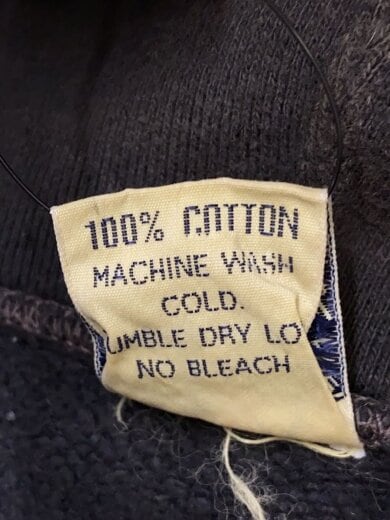 100% COTTON
MACHINE WASH
COLD.
UMBLE DRY LO
NO BLEACH